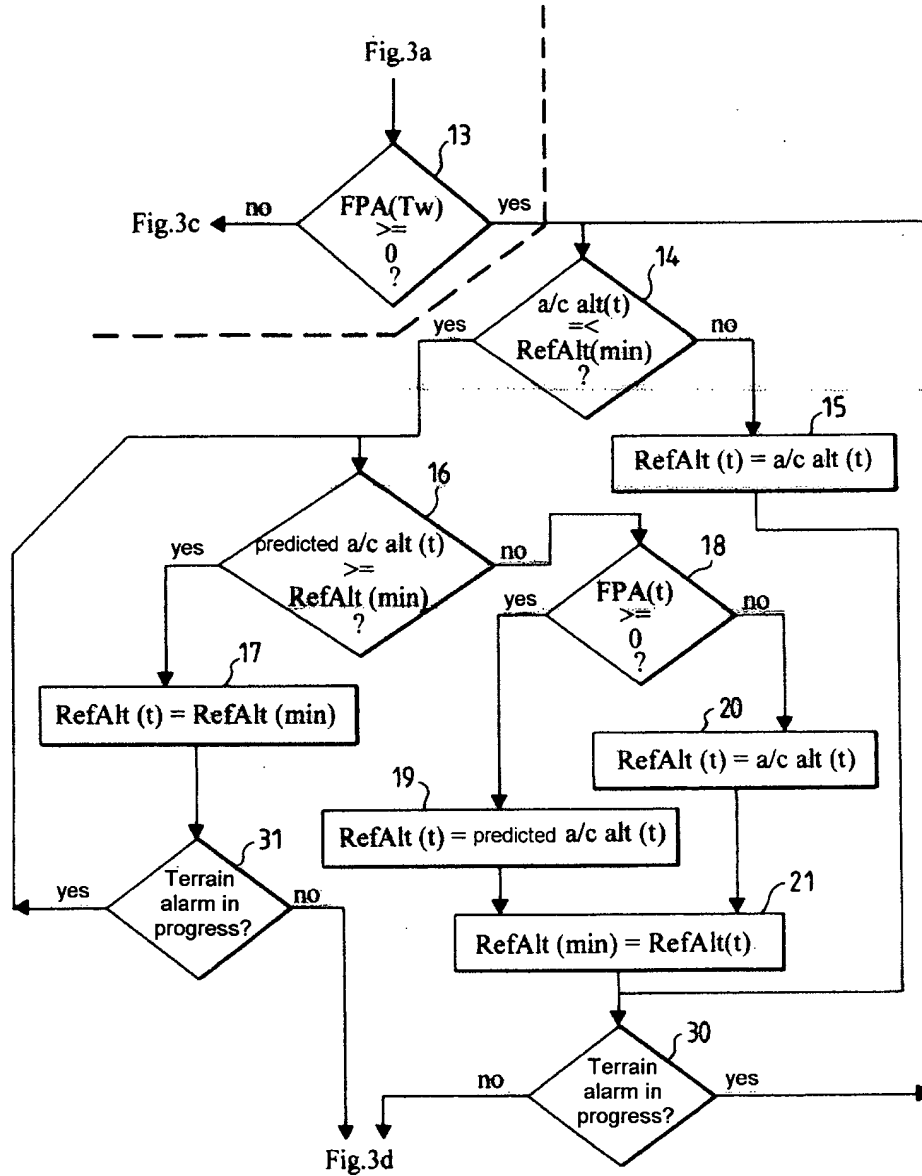 Fig.3a
13
FPA(Tw)
>=
0
?
no
yes
Fig.3c
14
a/c alt(t)
=<
RefAlt(min)
?
yes
no
15
RefAlt (t) = a/c alt (t)
16
predicted a/c alt (t)
>=
RefAlt (min)
?
yes
no
18
FPA(t)
>=
0
?
yes
no
17
RefAlt (t) = RefAlt (min)
20
RefAlt (t) = a/c alt (t)
19
RefAlt (t) = predicted a/c alt (t)
31
Terrain
alarm in
progress?
yes
no
21
RefAlt (min) = RefAlt(t)
30
Terrain
alarm in
progress?
no
yes
Fig.3d